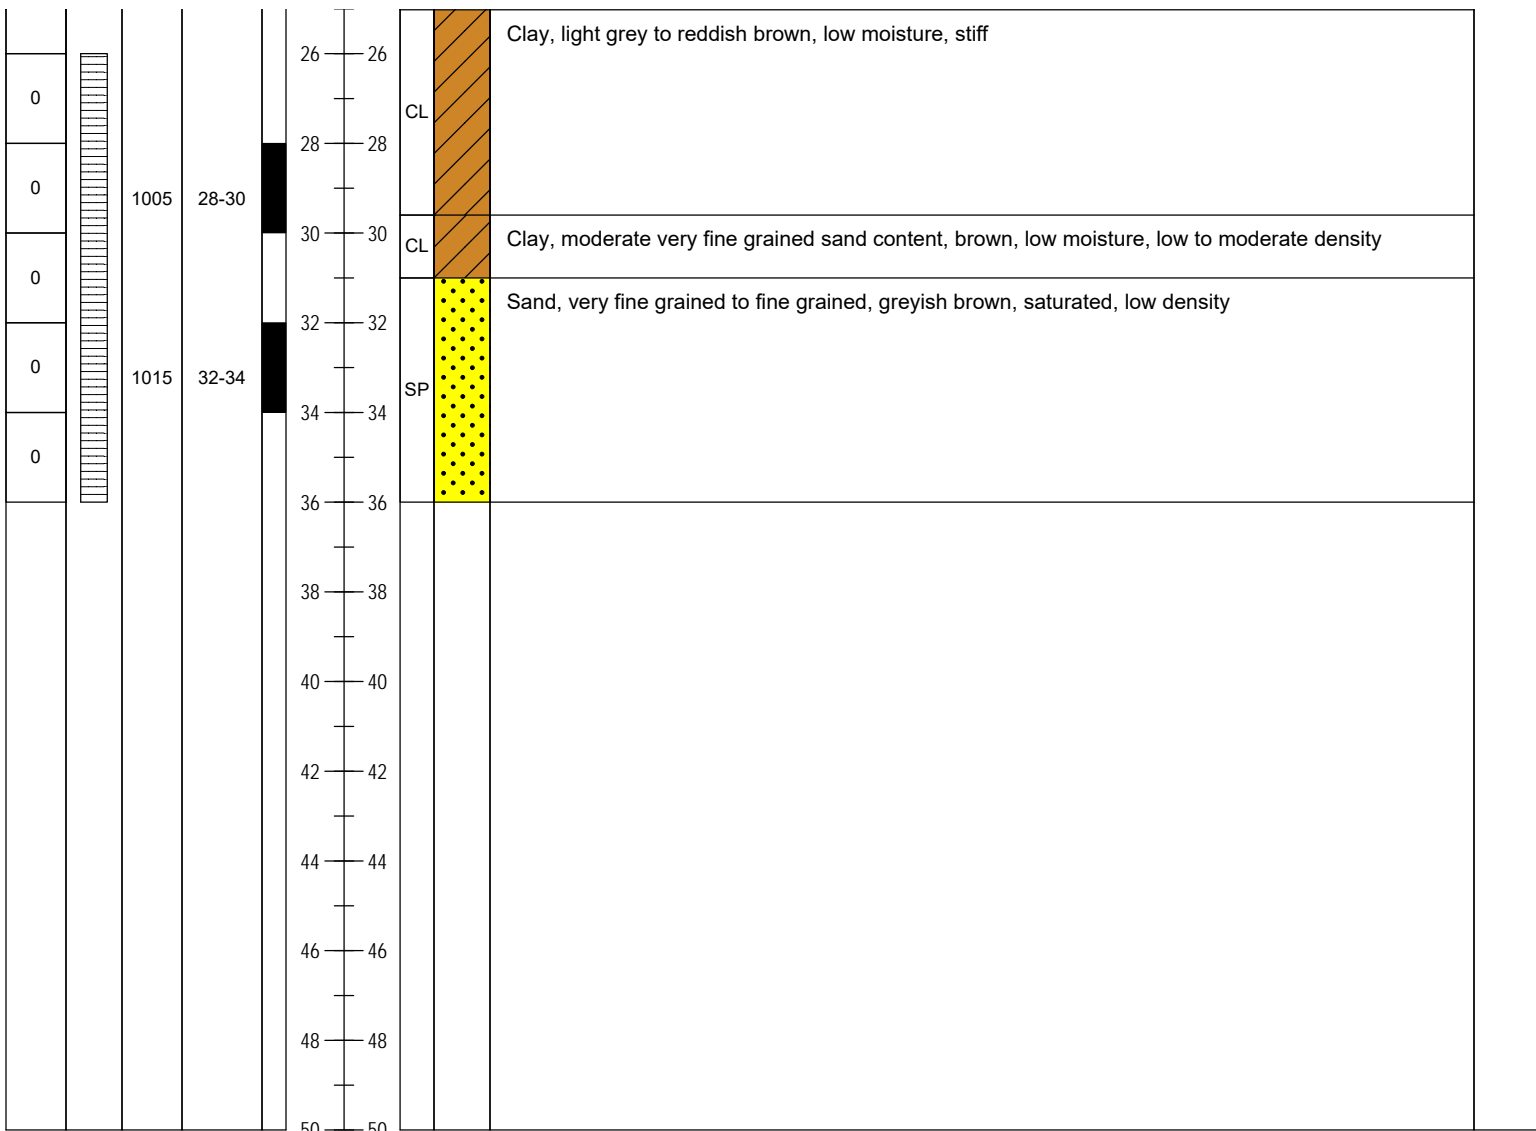 Clay, light grey to reddish brown, low moisture, stiff
26 26
0
CL
28 28
0 1005 28-30
30 30
CL Clay, moderate very fine grained sand content, brown, low moisture, low to moderate density
0
Sand, very fine grained to fine grained, greyish brown, saturated, low density
32 32
0 1015 32-34
SP
34 34
0
36 36
38 38
40 40
42 42
44 44
46 46
48 48
50 50